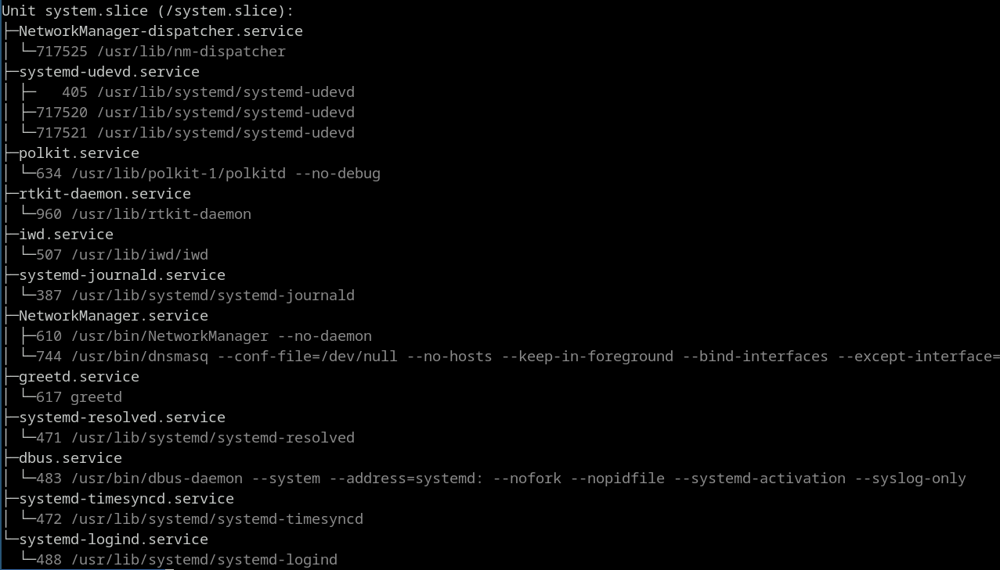 Unit system.slice (/system.slice):
├─NetworkManager-dispatcher.service
│ └─717525 /usr/lib/nm-dispatcher
├─systemd-udevd.service
│ ├─   405 /usr/lib/systemd/systemd-udevd
│ ├─717520 /usr/lib/systemd/systemd-udevd
│ └─717521 /usr/lib/systemd/systemd-udevd
├─polkit.service
│ └─634 /usr/lib/polkit-1/polkitd --no-debug
├─rtkit-daemon.service
│ └─960 /usr/lib/rtkit-daemon
├─iwd.service
│ └─507 /usr/lib/iwd/iwd
├─systemd-journald.service
│ └─387 /usr/lib/systemd/systemd-journald
├─NetworkManager.service
│ ├─610 /usr/bin/NetworkManager --no-daemon
│ └─744 /usr/bin/dnsmasq --conf-file=/dev/null --no-hosts --keep-in-foreground --bind-interfaces --except-interface=
├─greetd.service
│ └─617 greetd
├─systemd-resolved.service
│ └─471 /usr/lib/systemd/systemd-resolved
├─dbus.service
│ └─483 /usr/bin/dbus-daemon --system --address=systemd: --nofork --nopidfile --systemd-activation --syslog-only
├─systemd-timesyncd.service
│ └─472 /usr/lib/systemd/systemd-timesyncd
└─systemd-logind.service
  └─488 /usr/lib/systemd/systemd-logind